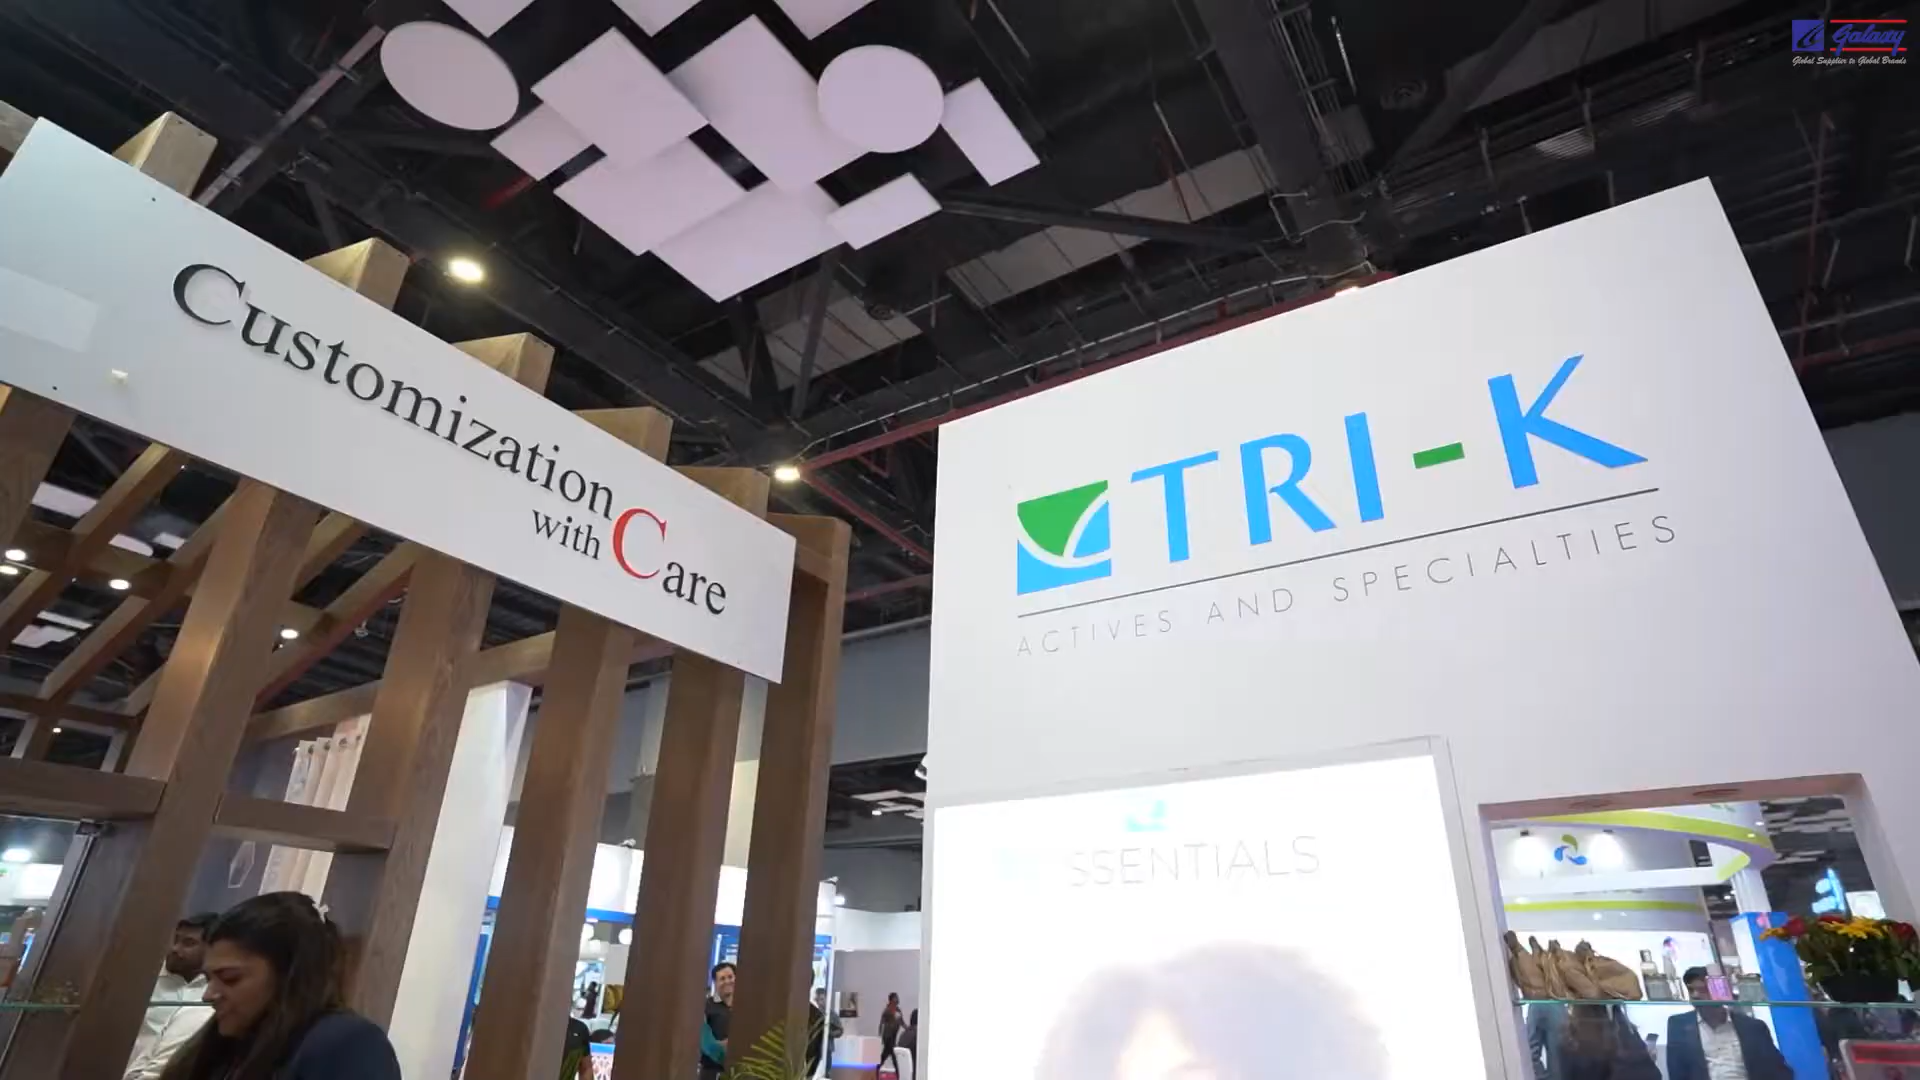 Galaxy
Global Supplier to Global Brands
Customization
with Care
TRI-K
ACTIVES AND SPECIALTIES
SSENTIALS